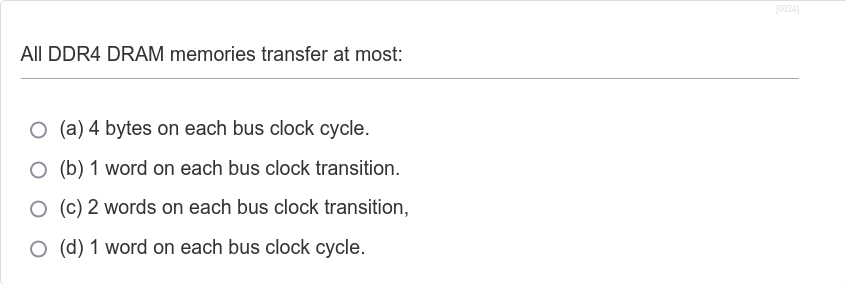 [0024]
All DDR4 DRAM memories transfer at most:
(a) 4 bytes on each bus clock cycle.
(b) 1 word on each bus clock transition.
(c) 2 words on each bus clock transition,
(d) 1 word on each bus clock cycle.